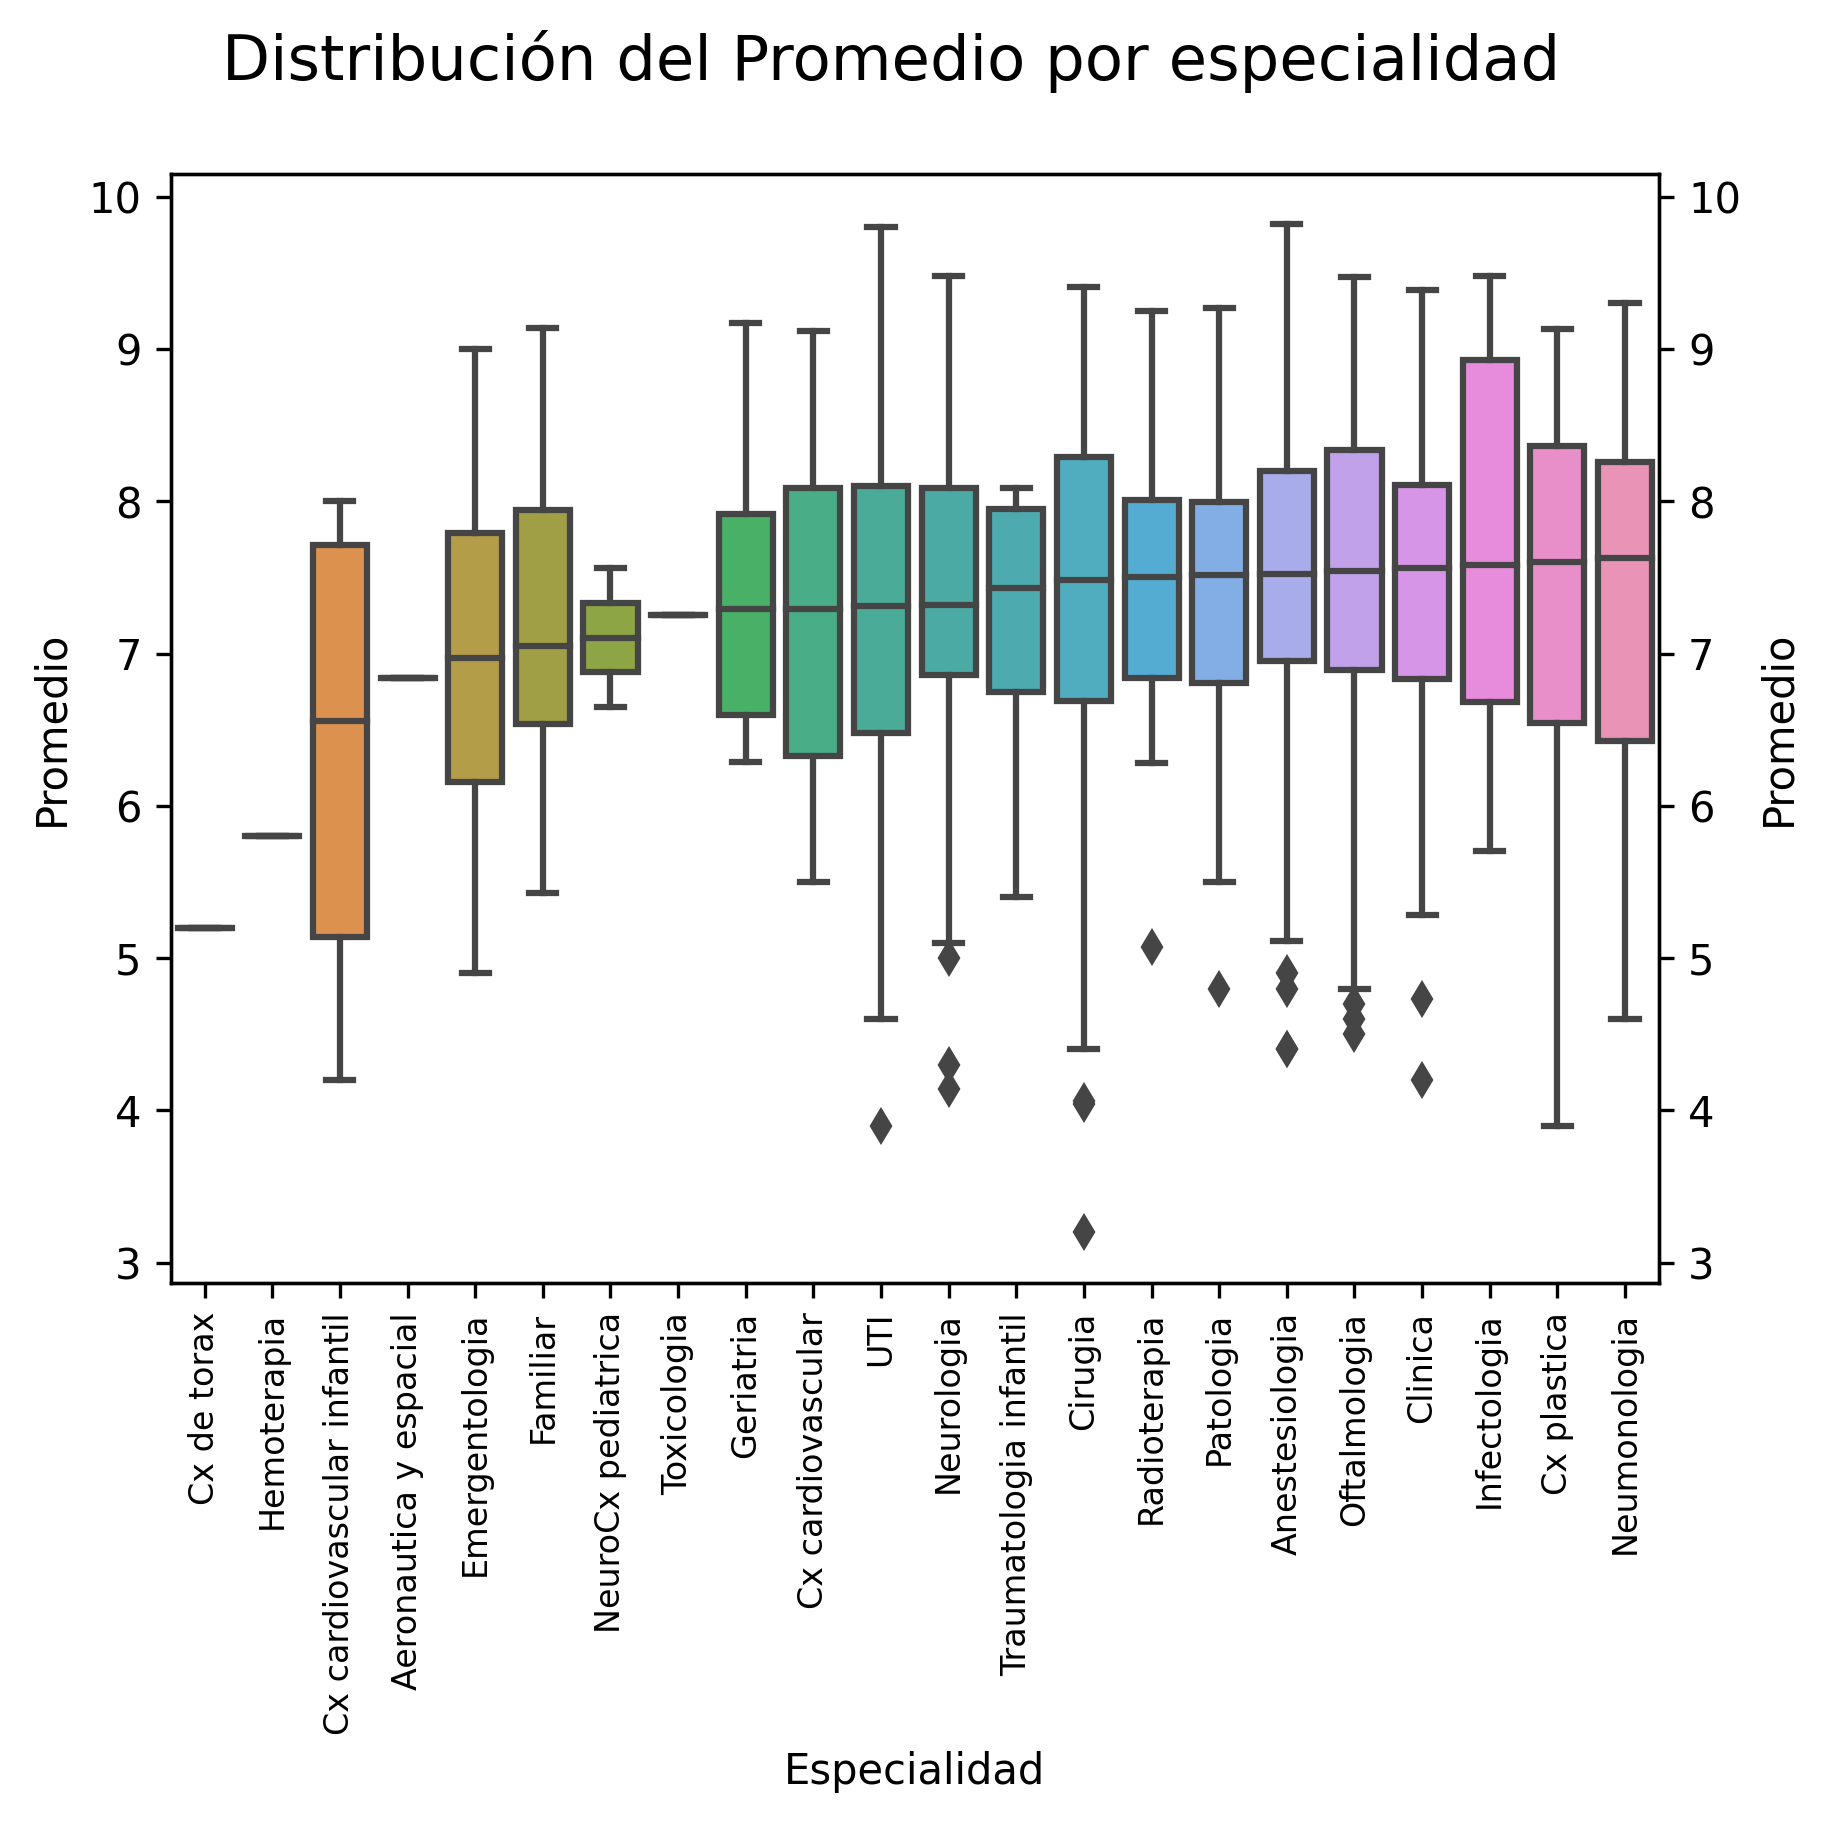 Distribución del Promedio por especialidad
10
9
8
7
6
5
4
3
Promedio
10
9
8
7
6
5
4
3
Promedio
Cx de torax
Hemoterapia
Cx cardiovascular infantil
Aeronautica y espacial
Emergentologia
Familiar
NeuroCx pediatrica
Toxicologia
Geriatria
Cx cardiovascular
UTI
Neurologia
Traumatologia infantil
Cirugia
Radioterapia
Patologia
Anestesiologia
Oftalmologia
Clinica
Infectologia
Cx plastica
Neumonologia
Especialidad